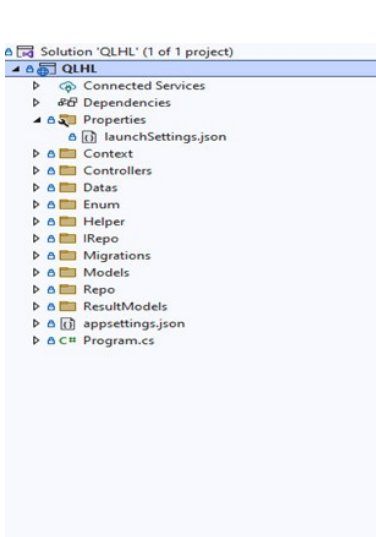 Solution 'QLHL' (1 of 1 project)
QLHL
Connected Services
Dependencies
Properties
launchSettings.json
Context
Controllers
Datas
Enum
Helper
IRepo
Migrations
Models
Repo
ResultModels
appsettings.json
C# Program.cs